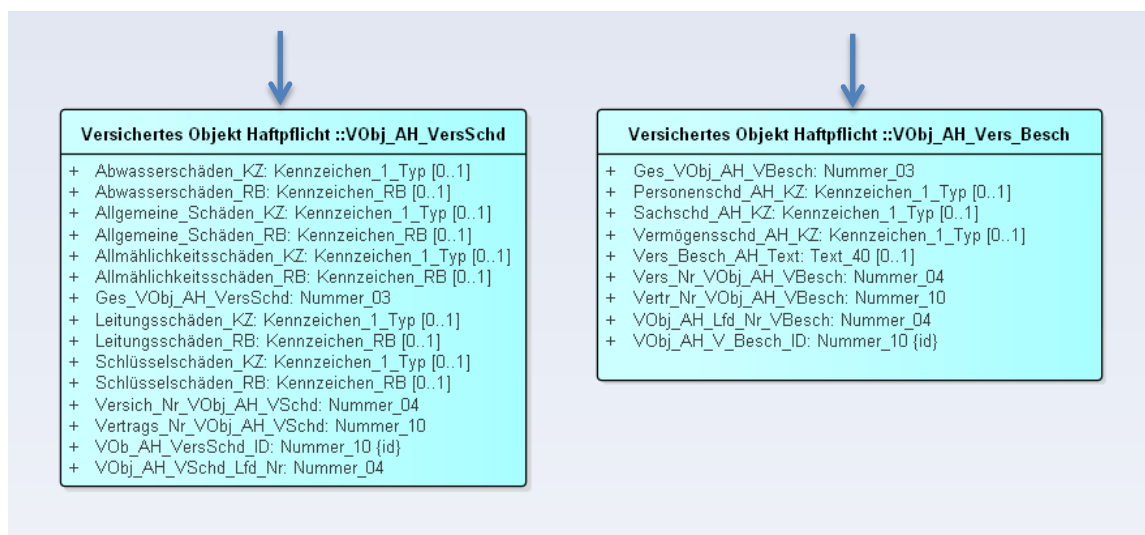 Versichertes Objekt Haftpflicht ::VObj_AH_VersSchd
+ Abwasserschäden_KZ: Kennzeichen_1_Typ [0..1]
+ Abwasserschäden_RB: Kennzeichen_RB [0..1]
+ Allgemeine_Schäden_KZ: Kennzeichen_1_Typ [0..1]
+ Allgemeine_Schäden_RB: Kennzeichen_RB [0..1]
+ Allmählichkeitsschäden_KZ: Kennzeichen_1_Typ [0..1]
+ Allmählichkeitsschäden_RB: Kennzeichen_RB [0..1]
+ Ges_VObj_AH_VersSchd: Nummer_03
+ Leitungsschäden_KZ: Kennzeichen_1_Typ [0..1]
+ Leitungsschäden_RB: Kennzeichen_RB [0..1]
+ Schlüsselschäden_KZ: Kennzeichen_1_Typ [0..1]
+ Schlüsselschäden_RB: Kennzeichen_RB [0..1]
+ Versich_Nr_VObj_AH_VSchd: Nummer_04
+ Vertrags_Nr_VObj_AH_VSchd: Nummer_10
+ VOb_AH_VersSchd_ID: Nummer_10 {id}
+ VObj_AH_VSchd_Lfd_Nr: Nummer_04
Versichertes Objekt Haftpflicht ::VObj_AH_Vers_Besch
+ Ges_VObj_AH_VBesch: Nummer_03
+ Personenschd_AH_KZ: Kennzeichen_1_Typ [0..1]
+ Sachschd_AH_KZ: Kennzeichen_1_Typ [0..1]
+ Vermögensschd_AH_KZ: Kennzeichen_1_Typ [0..1]
+ Vers_Besch_AH_Text: Text_40 [0..1]
+ Vers_Nr_VObj_AH_VBesch: Nummer_04
+ Vertr_Nr_VObj_AH_VBesch: Nummer_10
+ VObj_AH_Lfd_Nr_VBesch: Nummer_04
+ VObj_AH_V_Besch_ID: Nummer_10 {id}